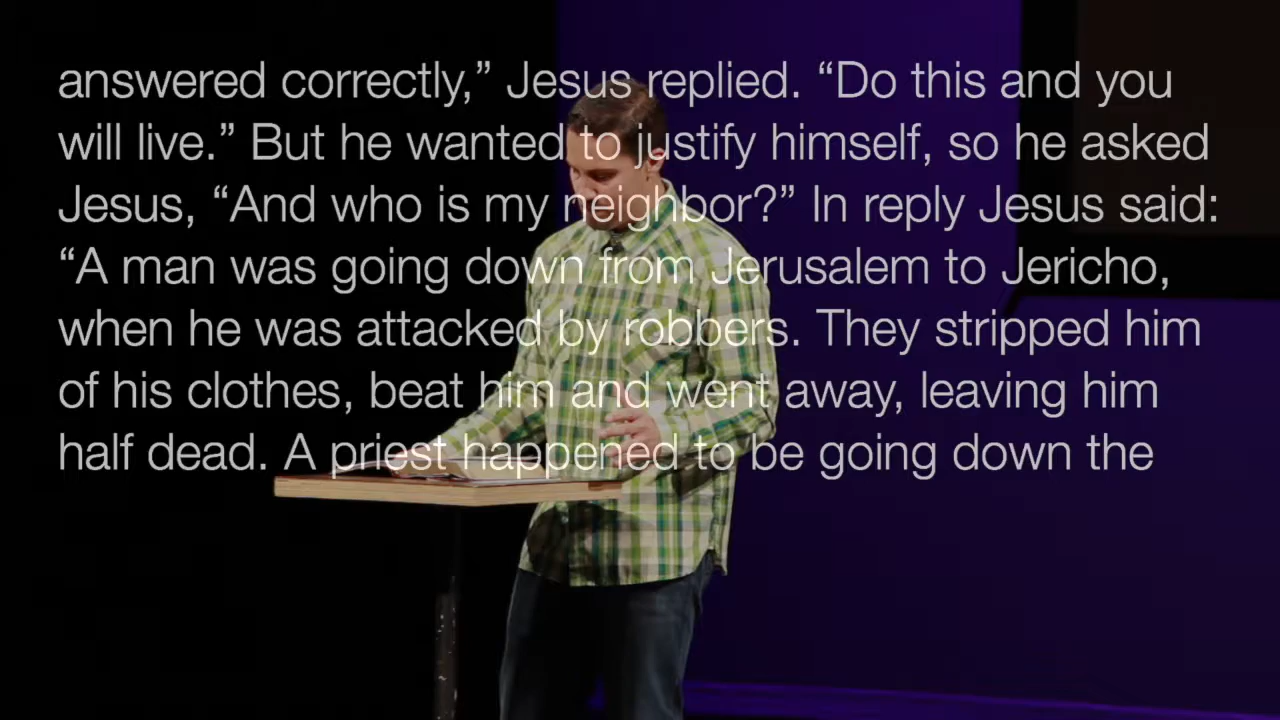 answered correctly,” Jesus replied. “Do this and you
will live.” But he wanted to justify himself, so he asked
Jesus, “And who is my neighbor?” In reply Jesus said:
“A man was going down from Jerusalem to Jericho,
when he was attacked by robbers. They stripped him
of his clothes, beat him and went away, leaving him
half dead. A priest happened to be going down the